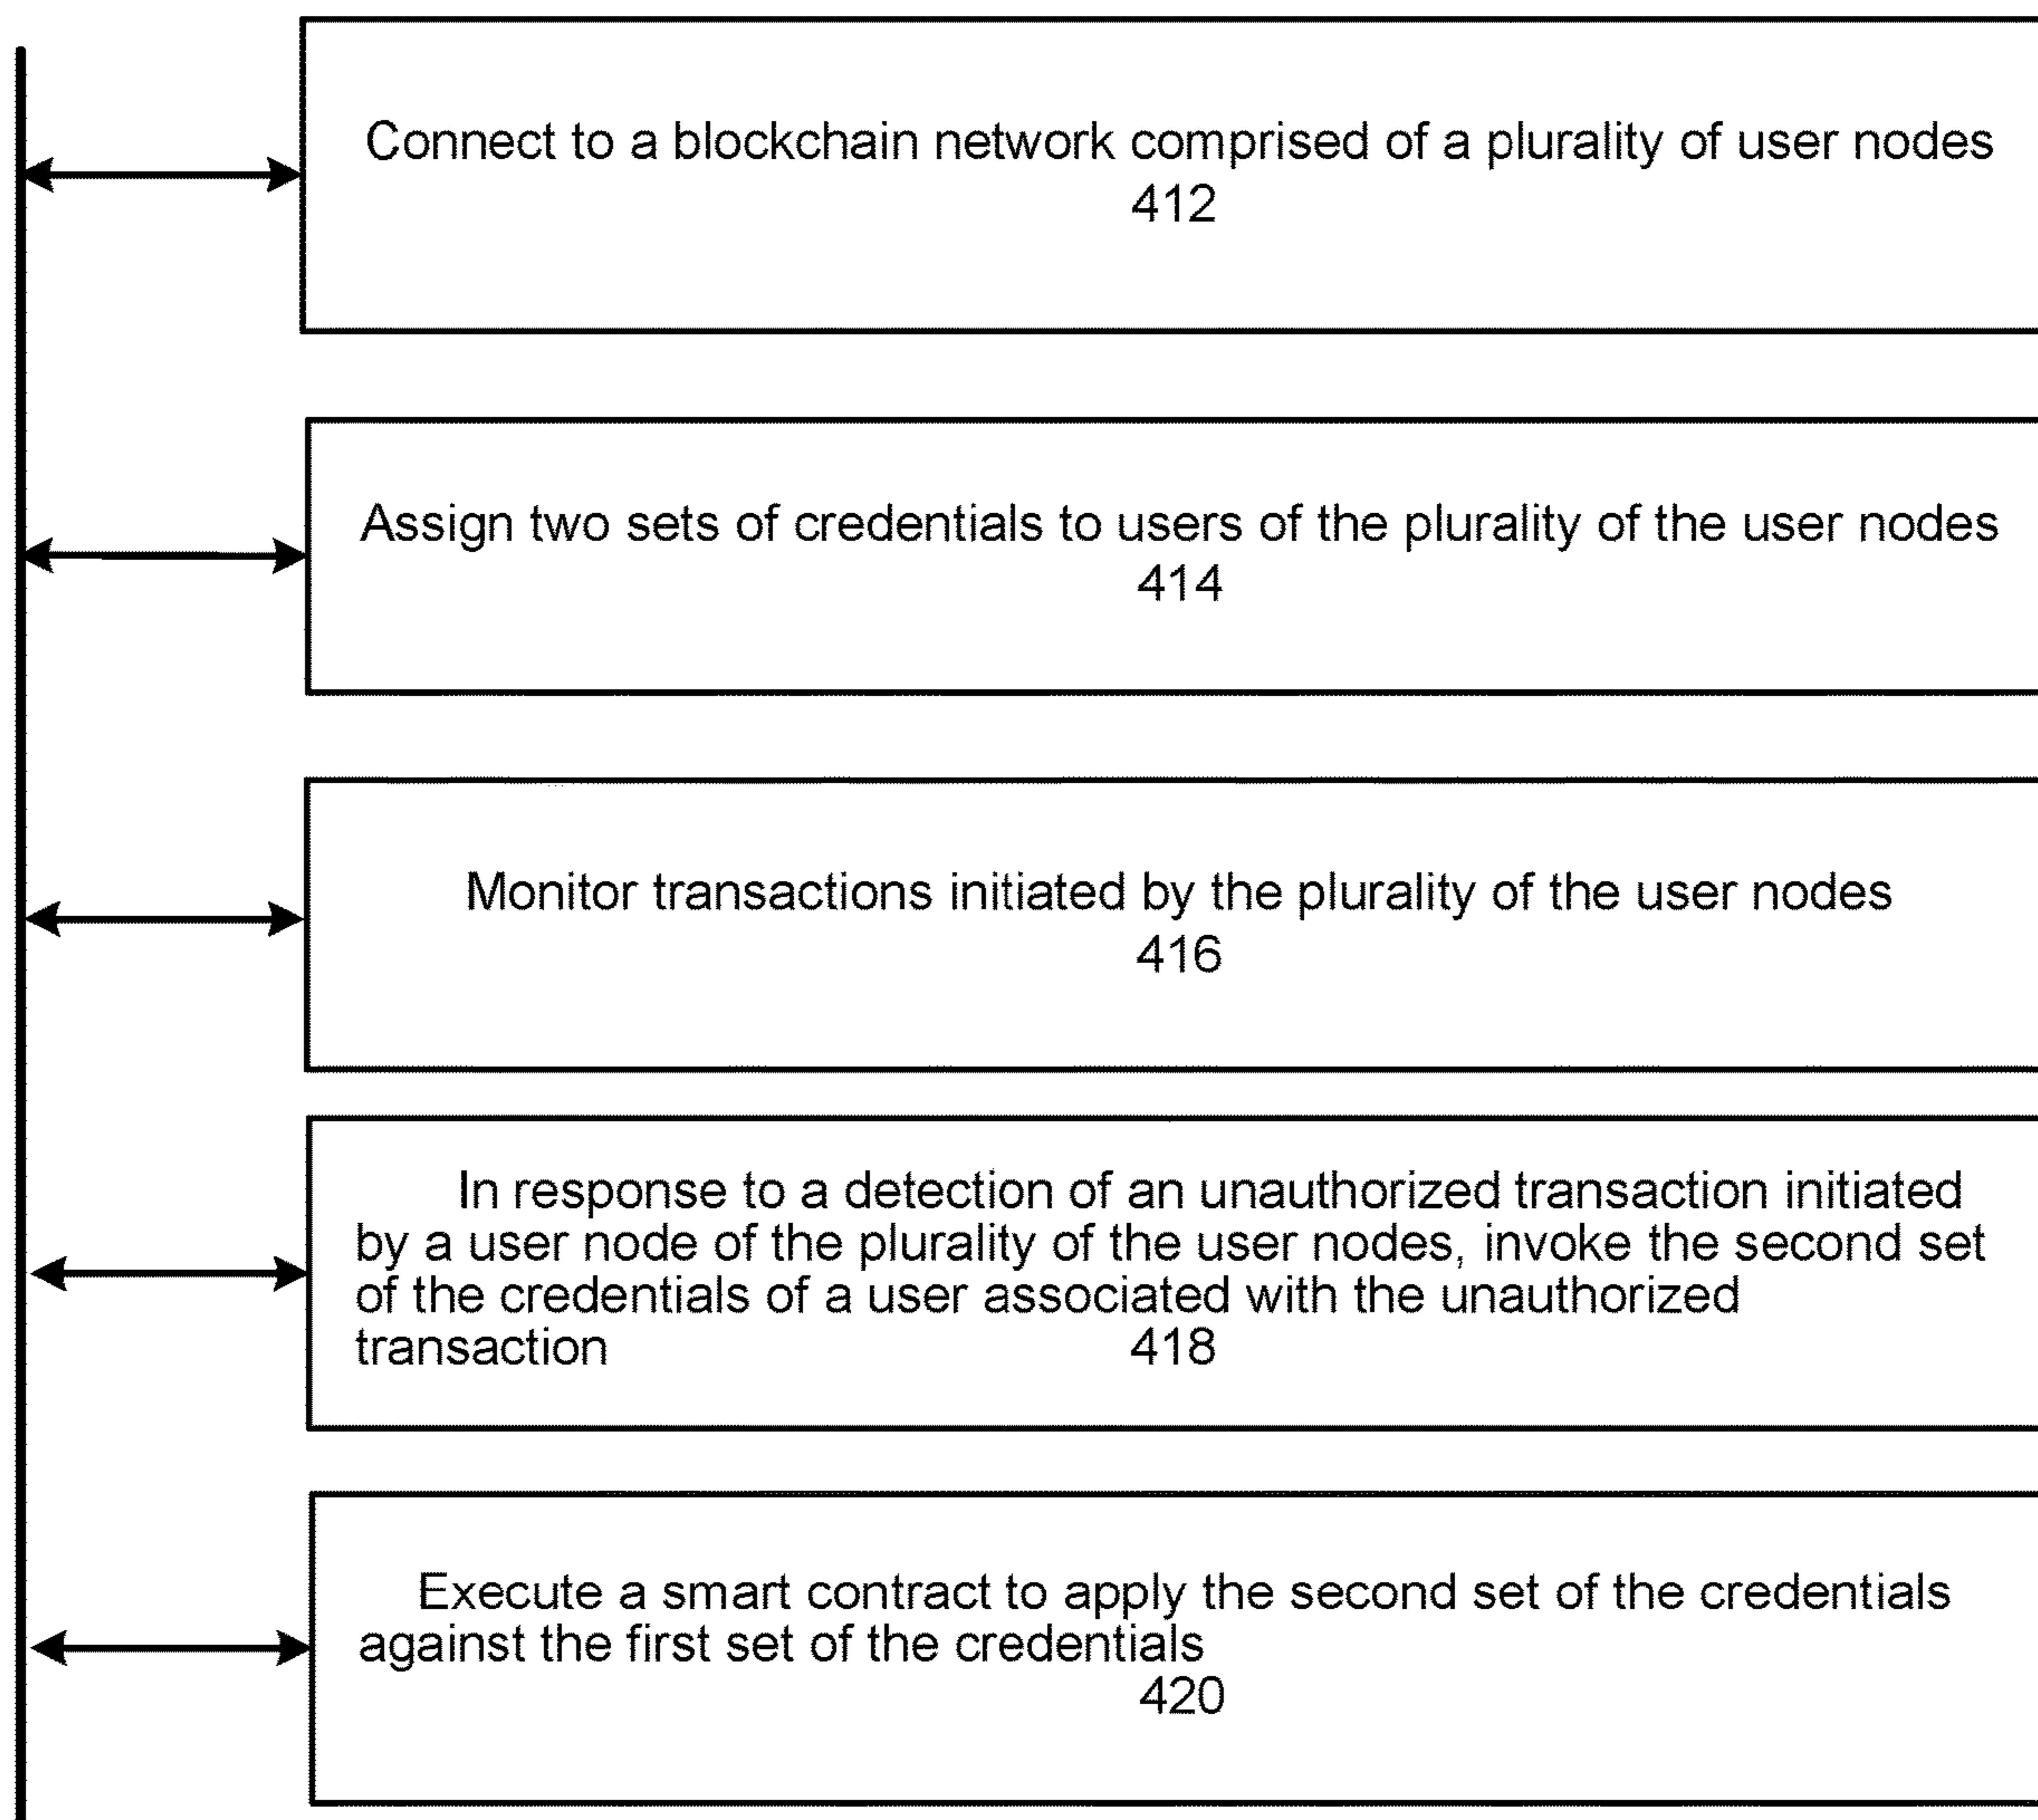 Connect to a blockchain network comprised of a plurality of user nodes
412
Assign two sets of credentials to users of the plurality of the user nodes
414
Monitor transactions initiated by the plurality of the user nodes
416
In response to a detection of an unauthorized transaction initiated
by a user node of the plurality of the user nodes, invoke the second set
of the credentials of a user associated with the unauthorized
transaction 418
Execute a smart contract to apply the second set of the credentials
against the first set of the credentials
420